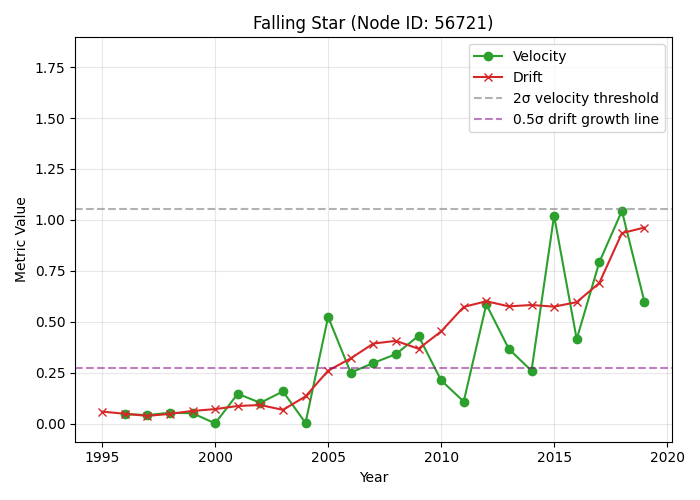 Falling Star (Node ID: 56721)
Velocity
Drift
2σ velocity threshold
0.5σ drift growth line
Metric Value
1.75
1.50
1.25
1.00
0.75
0.50
0.25
0.00
1995
2000
2005
2010
2015
2020
Year